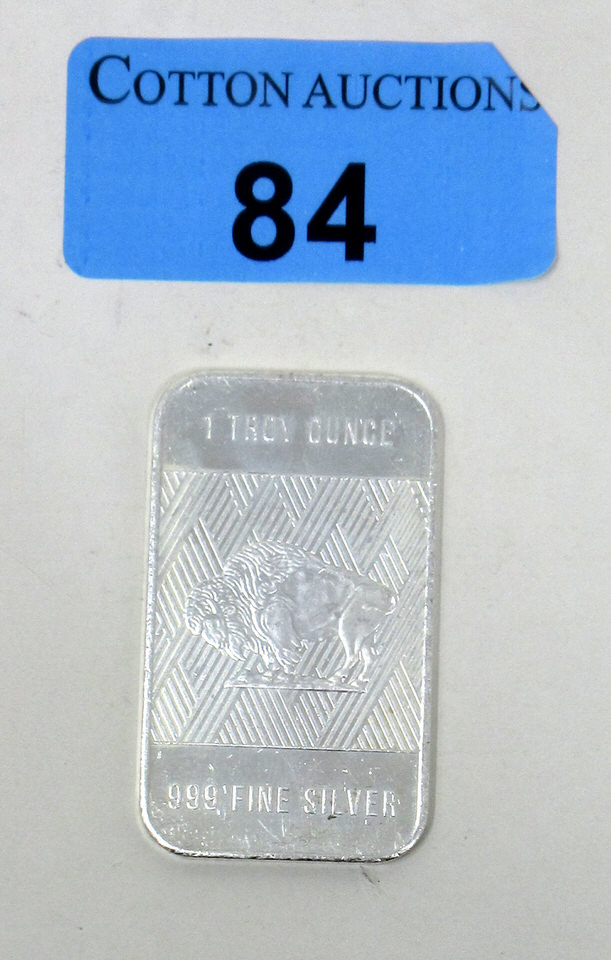 COTTON AUCTIONS
84
1 TROY OUNCE
999 FINE SILVER